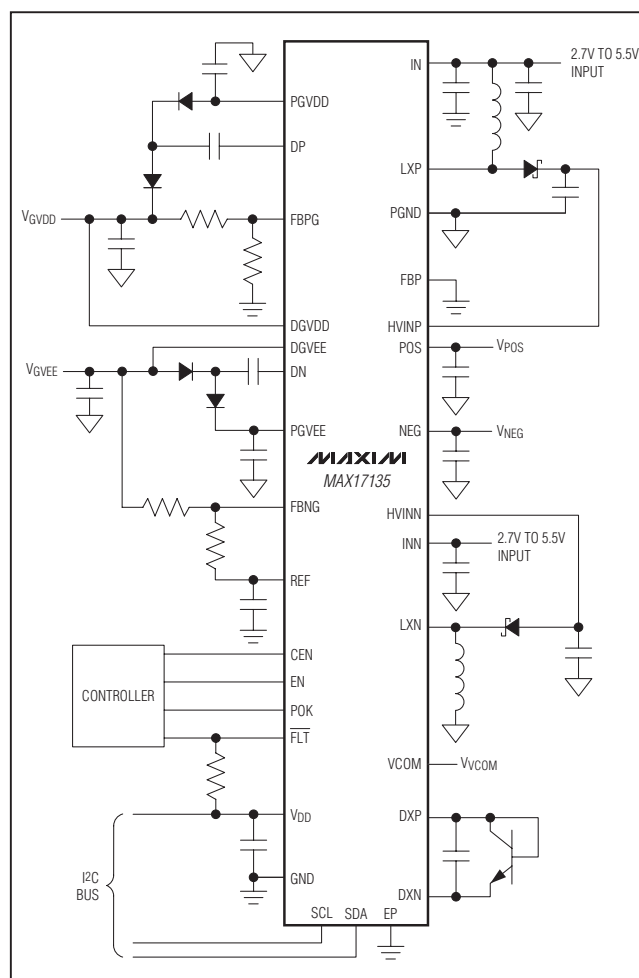 IN
2.7V TO 5.5V
INPUT
PGVDD
DP
LXP
VGVDD
FBPG
PGND
FBP
DGVDD
HVINP
DGVEE
POS
VPOS
VGVEE
DN
PGVEE
NEG
VNEG
MAXIM
MAX17135
FBNG
HVINN
INN
2.7V TO 5.5V
INPUT
REF
LXN
CONTROLLER
CEN
EN
POK
FLT
VCOM
VVCOM
VDD
DXP
I2C
BUS
GND
DXN
SCL
SDA
EP